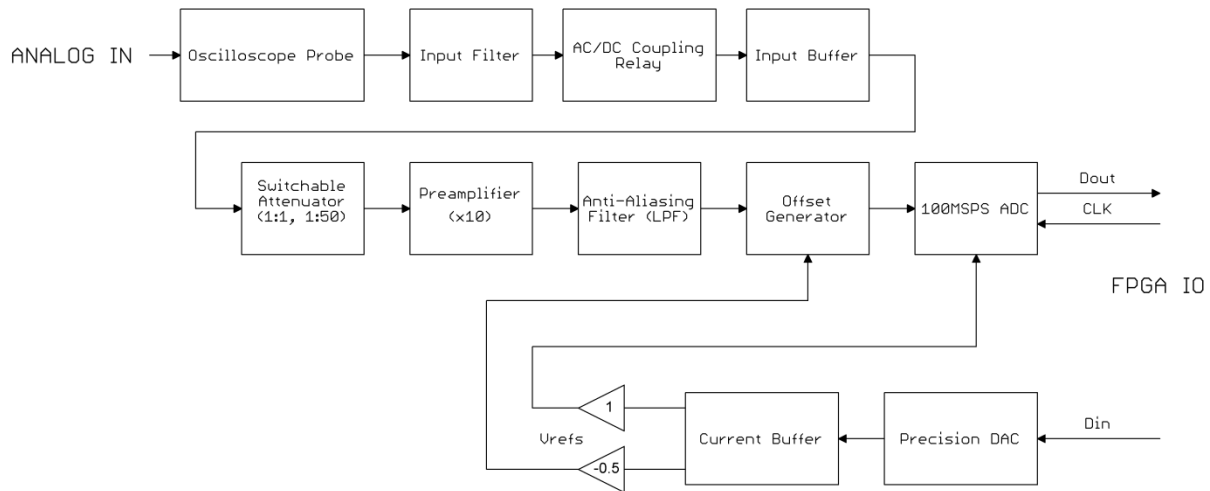 ANALOG IN
Oscilloscope Probe
Input Filter
AC/DC Coupling
Relay
Input Buffer
Switchable
Attenuator
(1:1, 1:50)
Preamplifier
(x10)
Anti-Aliasing
Filter (LPF)
Offset
Generator
100MSPS ADC
Dout
CLK
FPGA IO
1
Vrefs
-0.5
Current Buffer
Precision DAC
Din